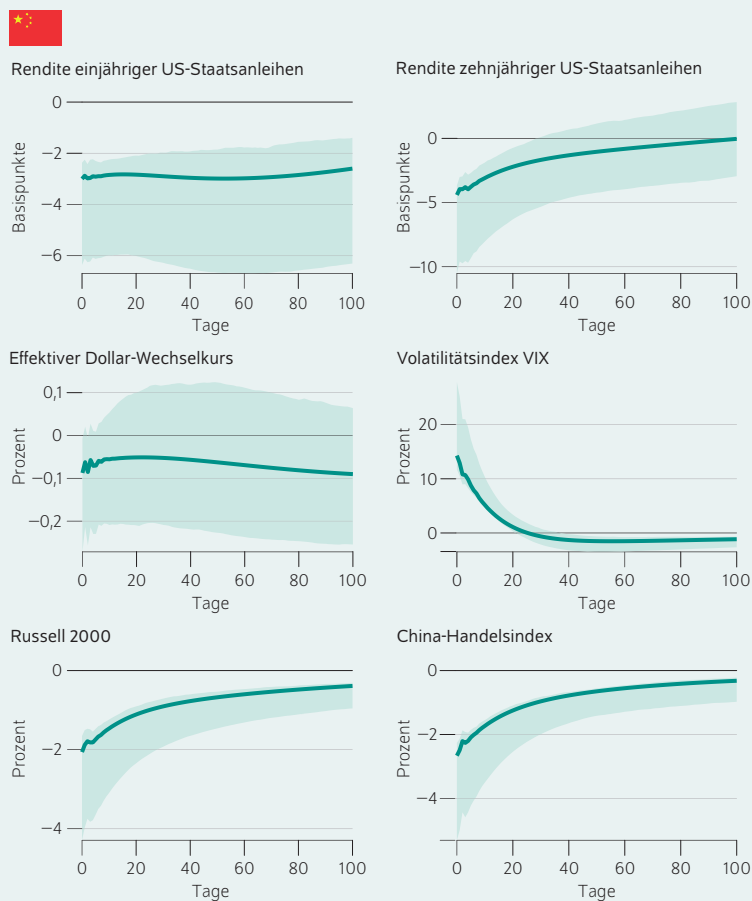 Rendite einjähriger US-Staatsanleihen
0
−2
−4
−6
Basispunkte
0 20 40 60 80 100
Tage
Rendite zehnjähriger US-Staatsanleihen
0
−5
−10
Basispunkte
0 20 40 60 80 100
Tage
Effektiver Dollar-Wechselkurs
0,1
0
−0,1
−0,2
Prozent
0 20 40 60 80 100
Tage
Volatilitätsindex VIX
20
10
0
Prozent
0 20 40 60 80 100
Tage
Russell 2000
0
−2
−4
Prozent
0 20 40 60 80 100
Tage
China-Handelsindex
0
−2
−4
Prozent
0 20 40 60 80 100
Tage